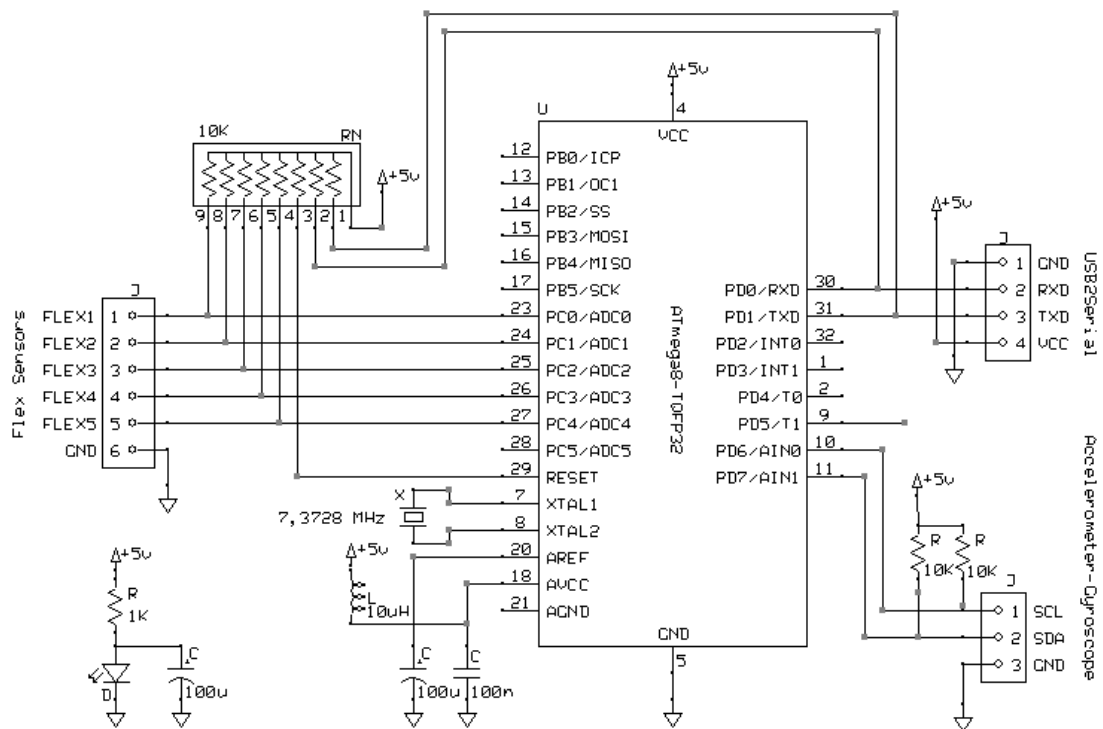 +5v
4
U
VCC
10K
RN
+5v
9 8 7 6 5 4 3 2 1
12 PB0/ICP
13 PB1/OC1
14 PB2/SS
15 PB3/MOSI
16 PB4/MISO
17 PB5/SCK
23 PC0/ADC0
24 PC1/ADC1
25 PC2/ADC2
26 PC3/ADC3
27 PC4/ADC4
28 PC5/ADC5
29 RESET
7 XTAL1
8 XTAL2
20 AREF
18 AVCC
21 AGND
ATmega8-TQFP32
PD0/RXD 30
PD1/TXD 31
PD2/INT0 32
PD3/INT1 1
PD4/T0 2
PD5/T1 9
PD6/AIN0 10
PD7/AIN1 11
GND
5
J
FLEX1 1
FLEX2 2
FLEX3 3
FLEX4 4
FLEX5 5
GND 6
Flex Sensors
+5v
J
1 GND
2 RXD
3 TXD
4 VCC
USB2Serial
X
7,3728 MHz
+5v
L
10uH
C
100u
C
100n
+5v
R
1K
D
C
100u
+5v
R
10K
R
10K
J
1 SCL
2 SDA
3 GND
Accelerometer-Gyroscope